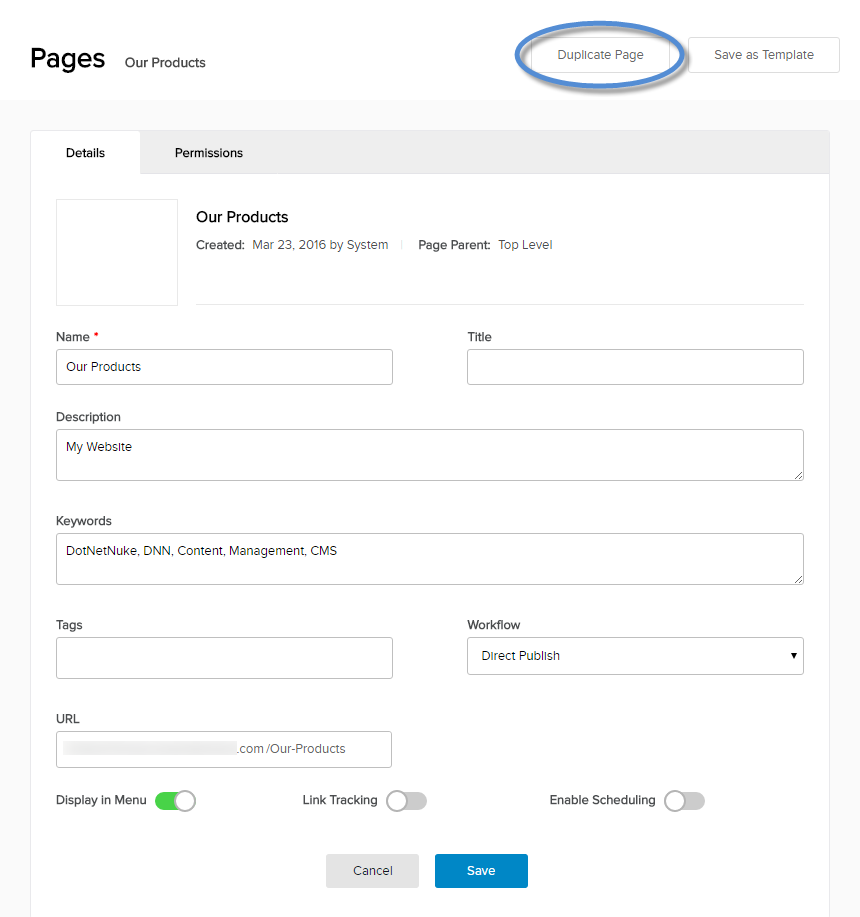 Pages Our Products Duplicate Page Save as Template
Details Permissions
Our Products
Created: Mar 23, 2016 by System Page Parent: Top Level
Name * Title
Our Products
Description
My Website
Keywords
DotNetNuke, DNN, Content, Management, CMS
Tags Workflow
Direct Publish
URL
.com /Our-Products
Display in Menu Link Tracking Enable Scheduling
Cancel Save